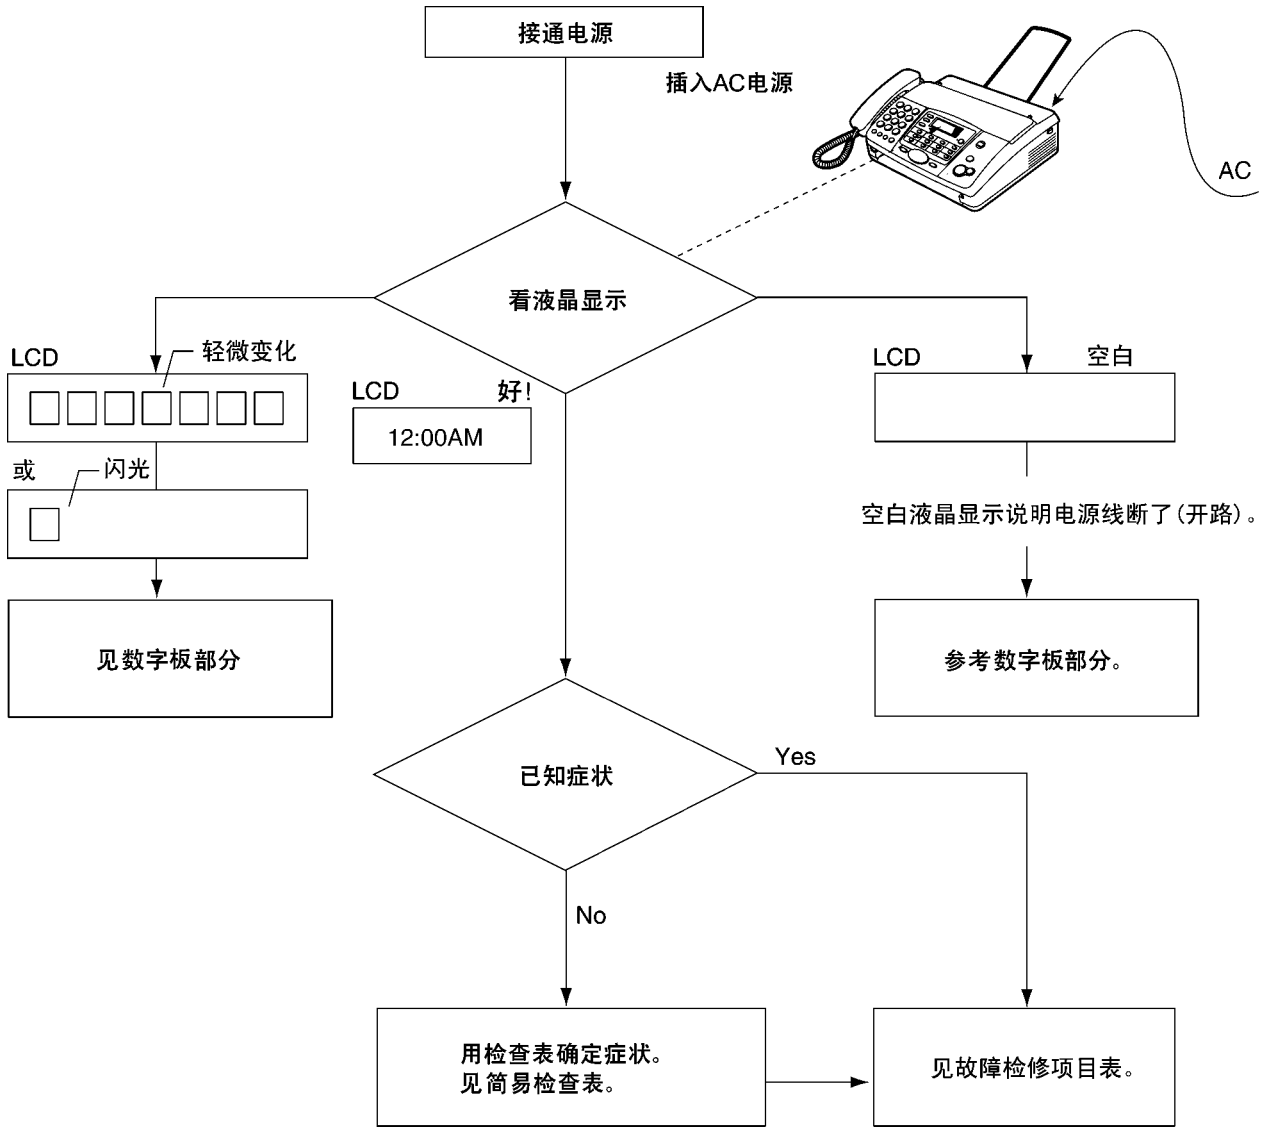 接通电源
插入AC电源
AC
看液晶显示
LCD
轻微变化
或
闪光
见数字板部分
LCD
好!
12:00AM
LCD
空白
空白液晶显示说明电源线断了(开路)。
参考数字板部分。
已知症状
Yes
No
用检查表确定症状。
见简易检查表。
见故障检修项目表。